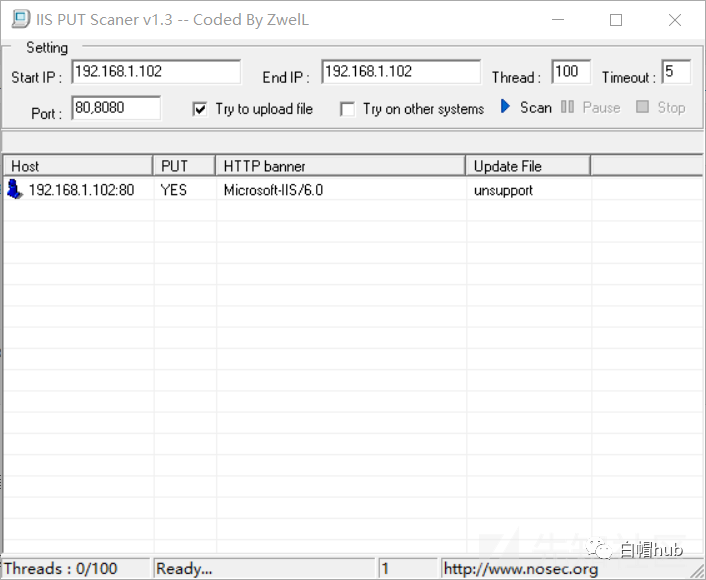 IIS PUT Scaner v1.3 -- Coded By ZwelL
Setting
Start IP : 192.168.1.102 End IP : 192.168.1.102 Thread : 100 Timeout : 5
Port : 80,8080 Try to upload file Try on other systems Scan Pause Stop
Host PUT HTTP banner Update File
192.168.1.102:80 YES Microsoft-IIS/6.0 unsupport
白帽hub
Threads : 0/100 Ready... 1 http://www.nosec.org